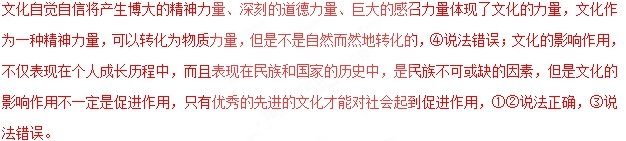 文化自觉自信将产生博大的精神力量、深刻的道德力量、巨大的感召力量体现了文化的力量，文化作
为一种精神力量，可以转化为物质力量，但是不是自然而然地转化的，④说法错误；文化的影响作用，
不仅表现在个人成长历程中，而且表现在民族和国家的历史中，是民族不可或缺的因素，但是文化的
影响作用不一定是促进作用，只有优秀的先进的文化才能对社会起到促进作用，①②说法正确，③说
法错误。